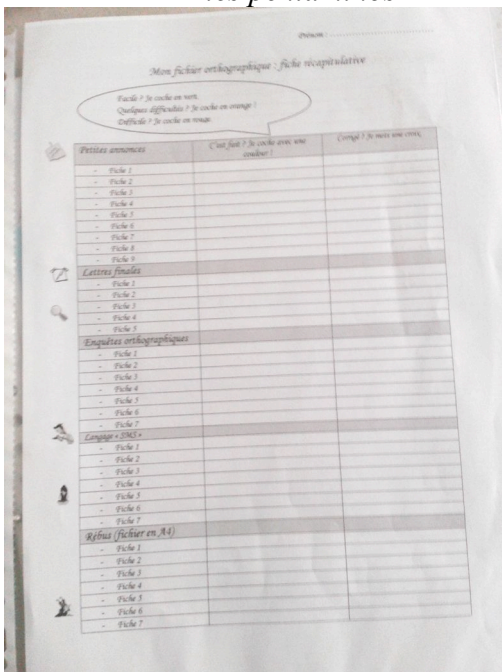 Prénom :
Mon fichier orthographique : fiche récapitulative
Facile ? Je coche en vert.
Quelques difficultés ? Je coche en orange !
Difficile ? Je coche en rouge.
Petites annonces C'est fait ? Je coche avec une couleur ! Corrigé ? Je mets une croix.
- Fiche 1
- Fiche 2
- Fiche 3
- Fiche 4
- Fiche 5
- Fiche 6
- Fiche 7
- Fiche 8
- Fiche 9
Lettres finales
- Fiche 1
- Fiche 2
- Fiche 3
- Fiche 4
- Fiche 5
Enquêtes orthographiques
- Fiche 1
- Fiche 2
- Fiche 3
- Fiche 4
- Fiche 5
- Fiche 6
- Fiche 7
Langage « SMS »
- Fiche 1
- Fiche 2
- Fiche 3
- Fiche 4
- Fiche 5
- Fiche 6
- Fiche 7
Rébus (fichier en A4)
- Fiche 1
- Fiche 2
- Fiche 3
- Fiche 4
- Fiche 5
- Fiche 6
- Fiche 7